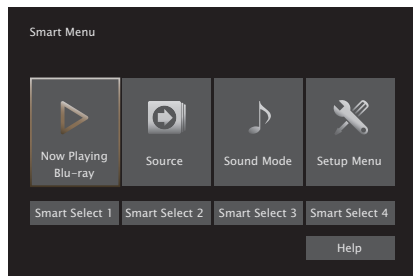 Smart Menu
Now Playing
Blu-ray
Source
Sound Mode
Setup Menu
Smart Select 1
Smart Select 2
Smart Select 3
Smart Select 4
Help